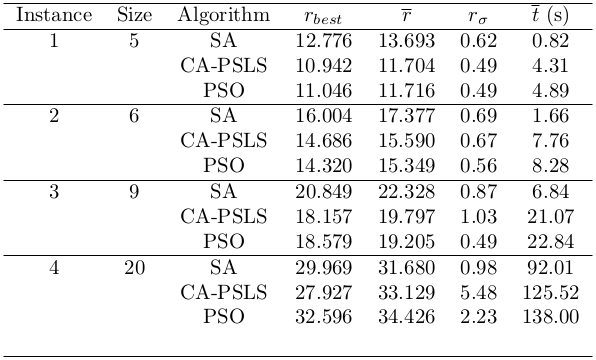 Instance Size Algorithm r_best r̅ r_σ t̅ (s)
1 5 SA 12.776 13.693 0.62 0.82
CA-PSLS 10.942 11.704 0.49 4.31
PSO 11.046 11.716 0.49 4.89
2 6 SA 16.004 17.377 0.69 1.66
CA-PSLS 14.686 15.590 0.67 7.76
PSO 14.320 15.349 0.56 8.28
3 9 SA 20.849 22.328 0.87 6.84
CA-PSLS 18.157 19.797 1.03 21.07
PSO 18.579 19.205 0.49 22.84
4 20 SA 29.969 31.680 0.98 92.01
CA-PSLS 27.927 33.129 5.48 125.52
PSO 32.596 34.426 2.23 138.00